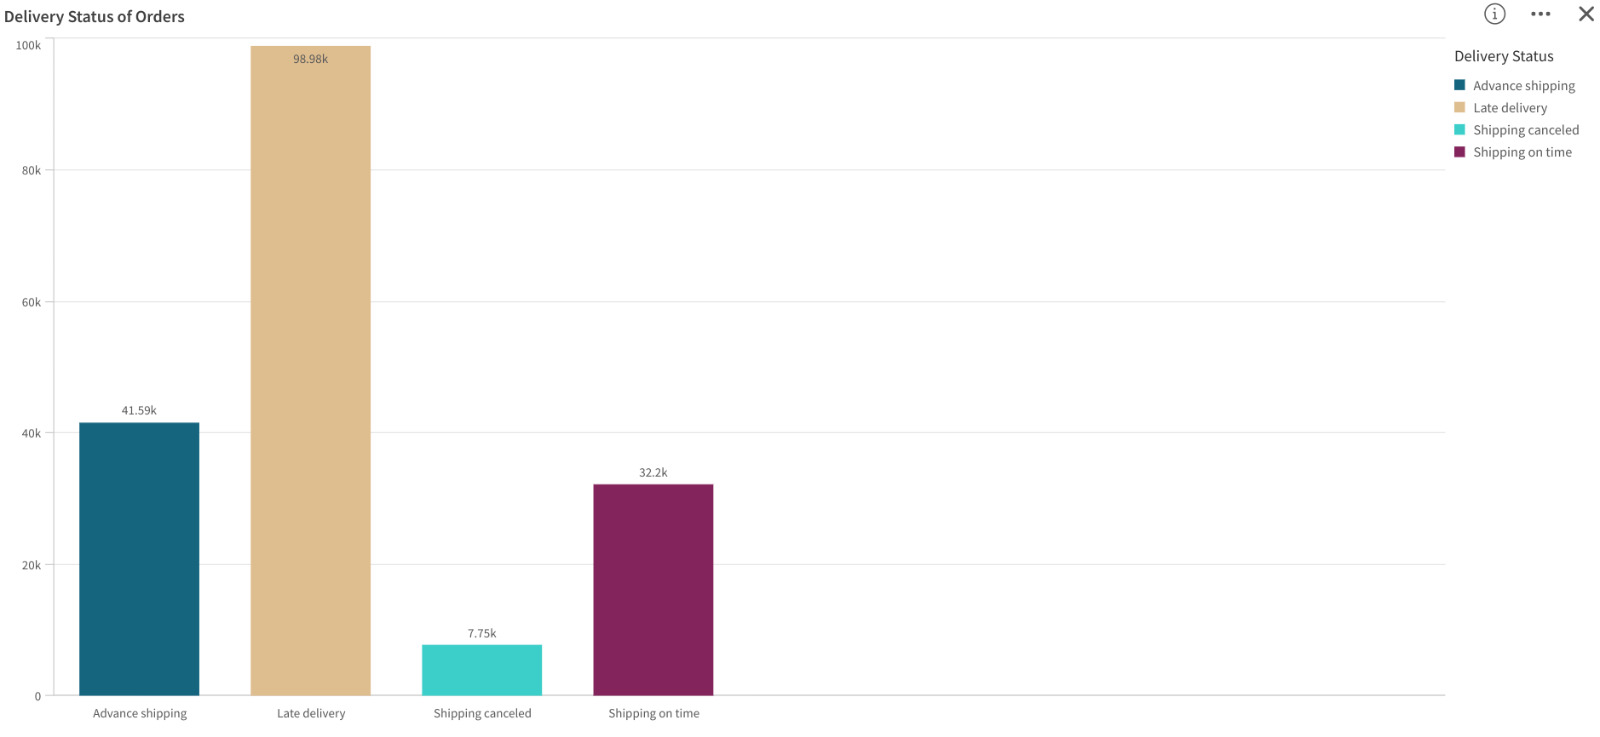 Delivery Status of Orders
100k
80k
60k
40k
20k
0
41.59k
98.98k
7.75k
32.2k
Advance shipping
Late delivery
Shipping canceled
Shipping on time
Delivery Status
Advance shipping
Late delivery
Shipping canceled
Shipping on time